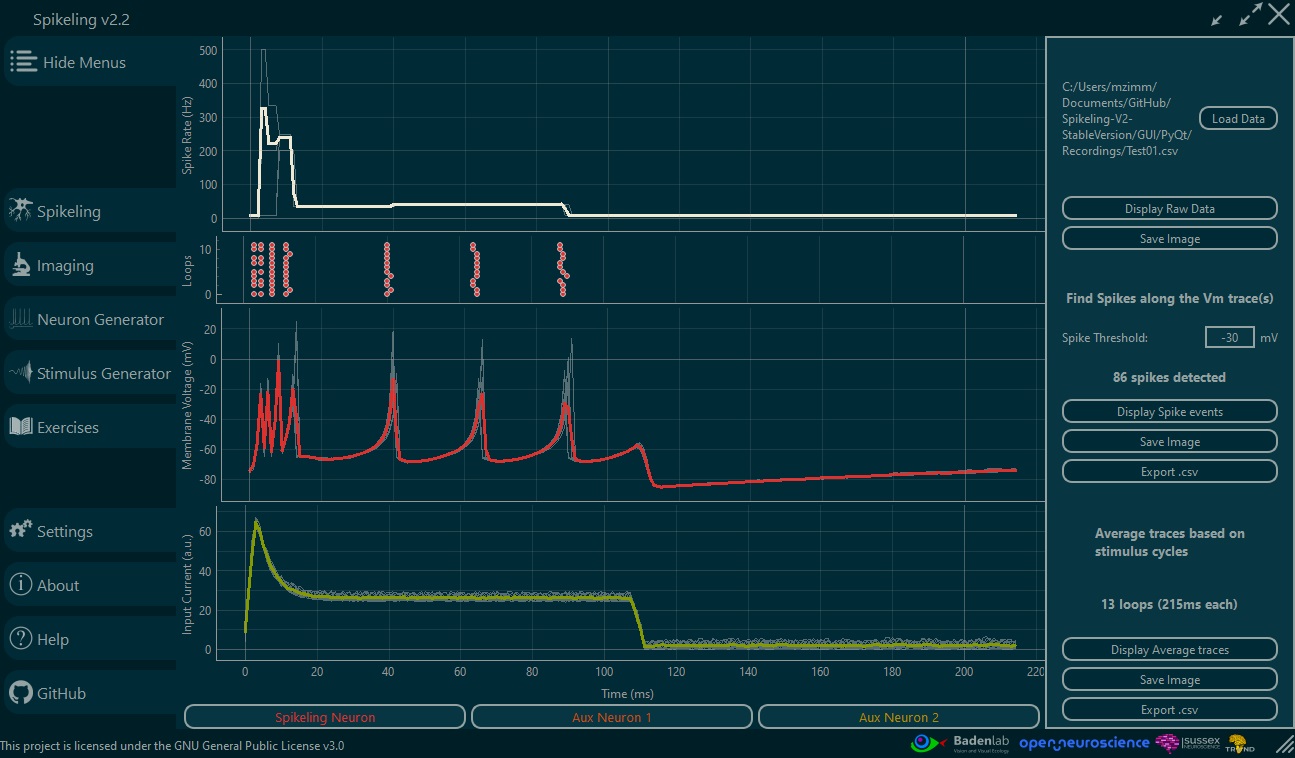 Spikeling v2.2
Hide Menus
Spikeling
Imaging
Neuron Generator
Stimulus Generator
Exercises
Settings
About
Help
GitHub
Spike Rate (Hz)
500
400
300
200
100
0
Loops
10
0
Membrane Voltage (mV)
20
0
-20
-40
-60
-80
Input Current (a.u.)
60
40
20
0
0 20 40 60 80 100 120 140 160 180 200 220
Time (ms)
Spikeling Neuron
Aux Neuron 1
Aux Neuron 2
C:/Users/mzimm/
Documents/GitHub/
Spikeling-V2-
StableVersion/GUI/PyQt/
Recordings/Test01.csv
Load Data
Display Raw Data
Save Image
Find Spikes along the Vm trace(s)
Spike Threshold: -30 mV
86 spikes detected
Display Spike events
Save Image
Export .csv
Average traces based on
stimulus cycles
13 loops (215ms each)
Display Average traces
Save Image
Export .csv
This project is licensed under the GNU General Public License v3.0
Badenlab
Vision and Visual Ecology
openneuroscience
SUSSEX
NEUROSCIENCE